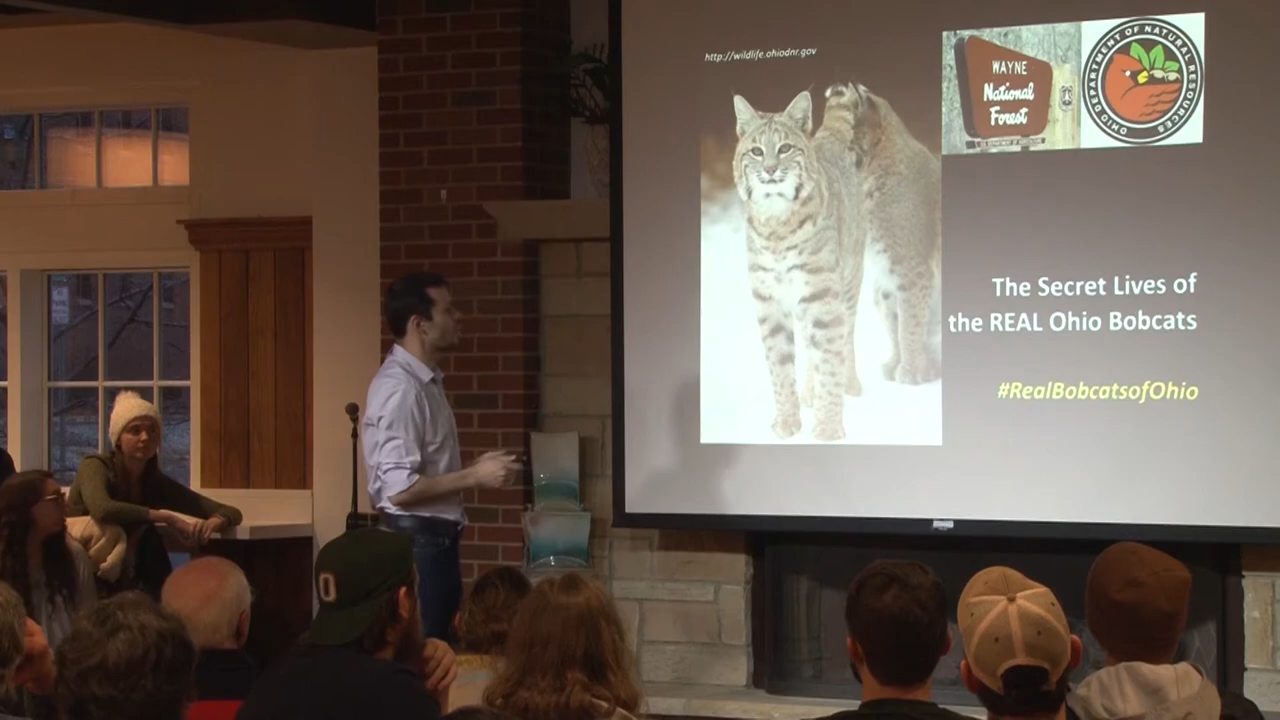 http://wildlife.ohiodnr.gov
WAYNE
National
Forest
OHIO DEPARTMENT OF NATURAL RESOURCES
The Secret Lives of
the REAL Ohio Bobcats
#RealBobcatsofOhio
O